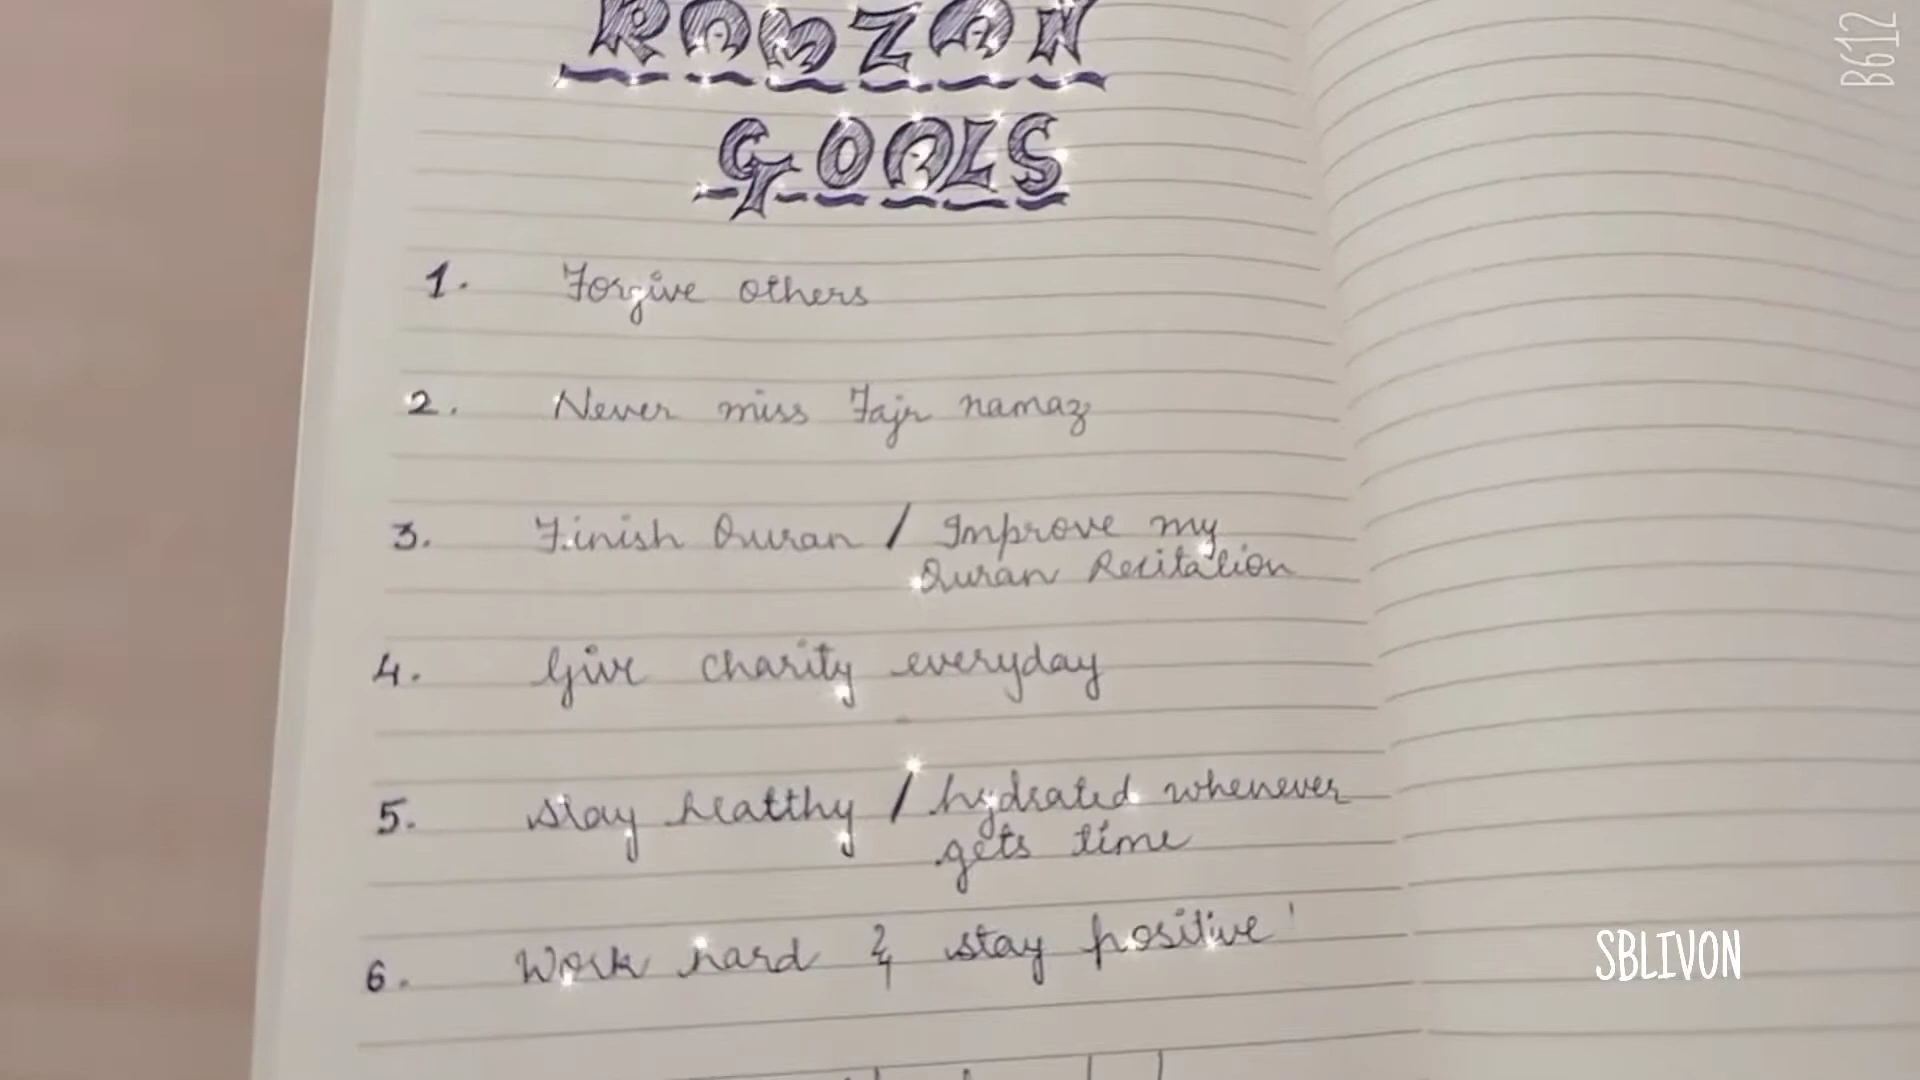 RAMZAN
GOALS
1. Forgive others
2. Never miss Fajr namaz
3. Finish Quran / Improve my
Quran Recitation
4. Give charity everyday
5. stay healthy / hydrated whenever
gets time
6. Work hard & stay positive
B612
SBLIVON